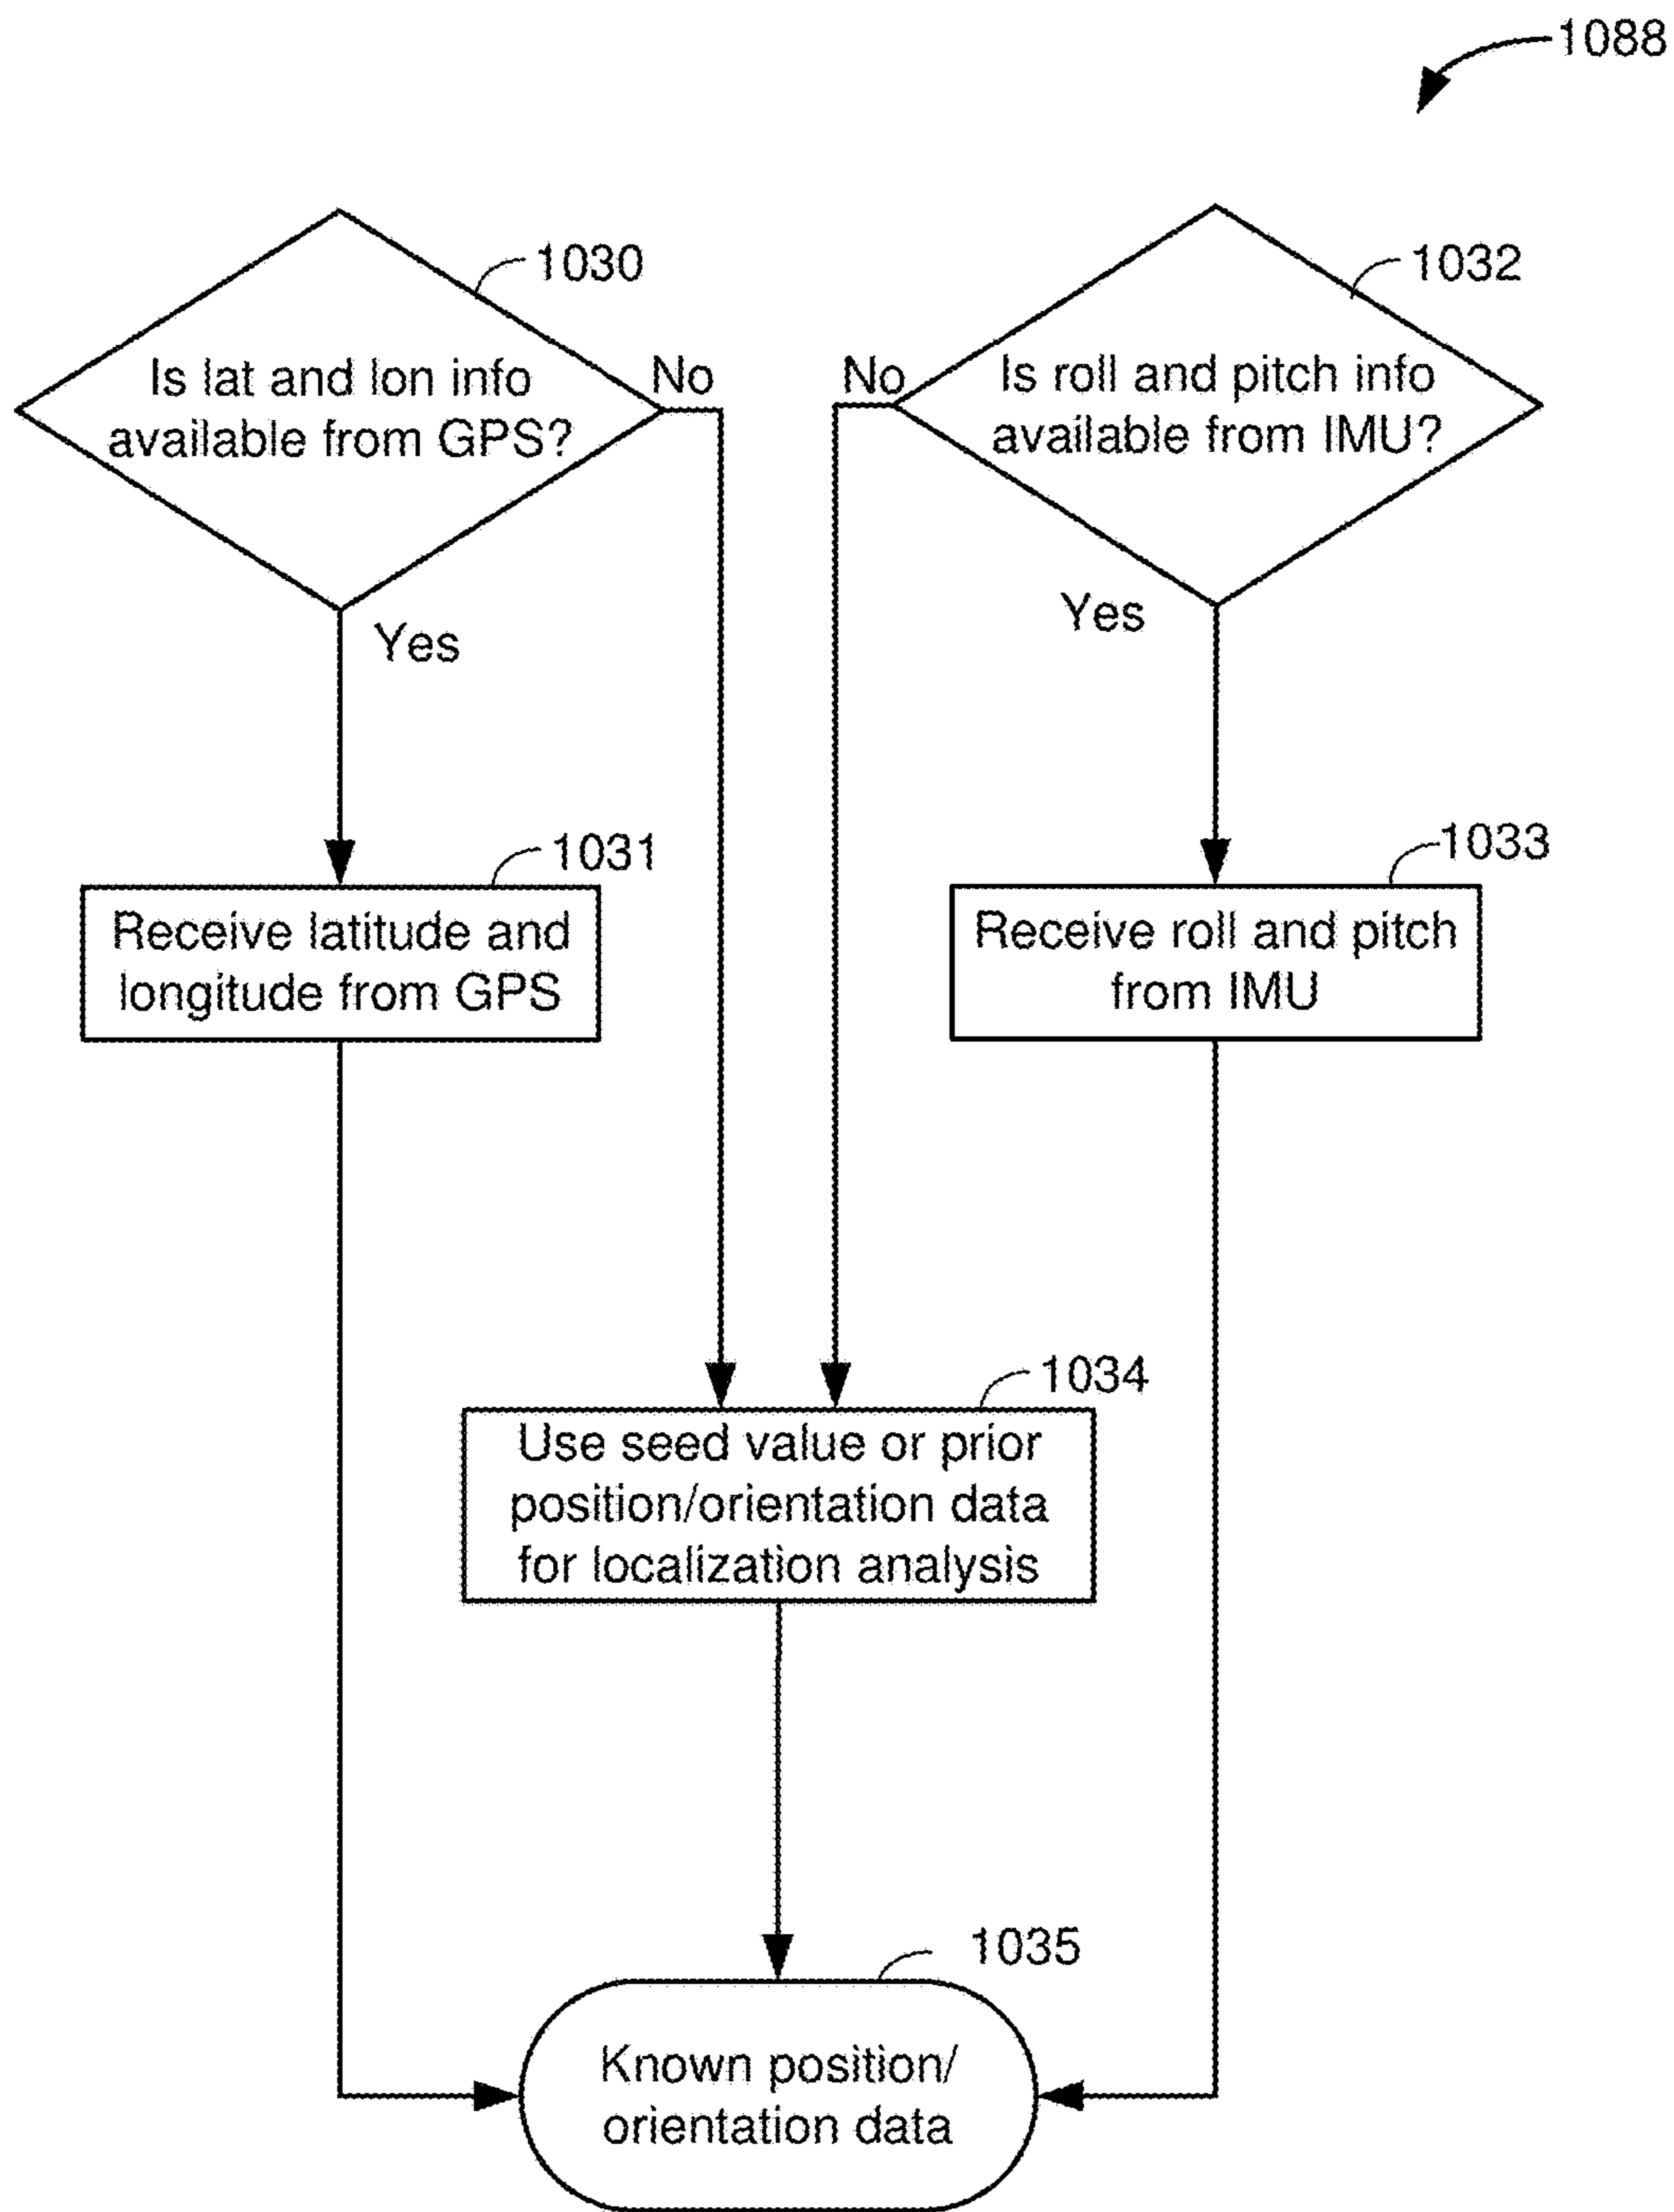 1088
1030
Is lat and lon info
available from GPS?
No
Yes
1032
Is roll and pitch info
available from IMU?
No
Yes
1031
Receive latitude and
longitude from GPS
1033
Receive roll and pitch
from IMU
1034
Use seed value or prior
position/orientation data
for localization analysis
1035
Known position/
orientation data